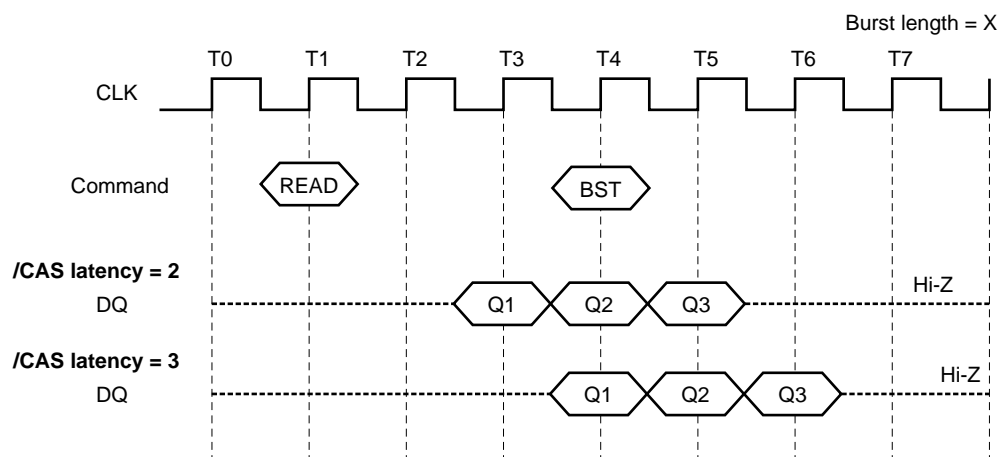 Burst length = X
T0 T1 T2 T3 T4 T5 T6 T7
CLK
Command READ BST
/CAS latency = 2
DQ Q1 Q2 Q3 Hi-Z
/CAS latency = 3
DQ Q1 Q2 Q3 Hi-Z